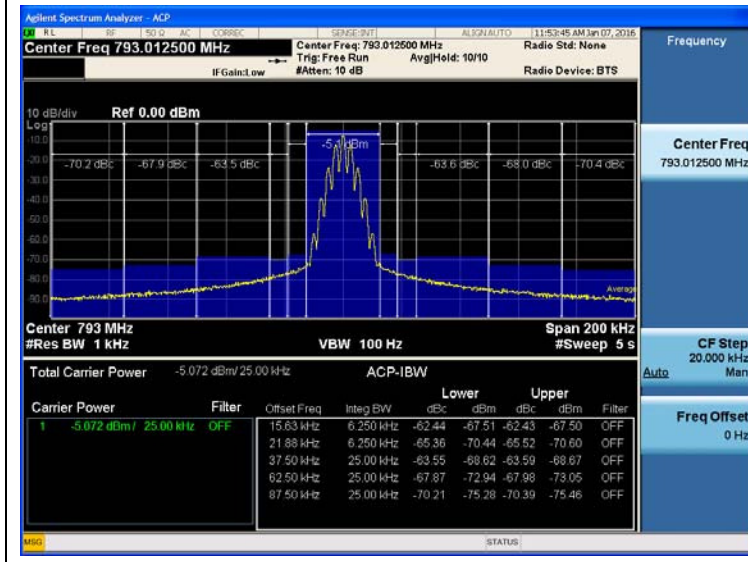 Agilent Spectrum Analyzer - ACP
RL RF 50 Ω AC CORREC SENSE:INT ALIGN AUTO 11:53:45 AM Jan 07, 2016
Center Freq 793.012500 MHz Center Freq: 793.012500 MHz Radio Std: None Frequency
Trig: Free Run Avg|Hold: 10/10
IFGain:Low #Atten: 10 dB Radio Device: BTS
10 dB/div Ref 0.00 dBm
Log
-10.0 -5.1 dBm
-20.0 -70.2 dBc -67.9 dBc -63.5 dBc -63.6 dBc -68.0 dBc -70.4 dBc
-30.0
-40.0
-50.0
-60.0
-70.0
-80.0
-90.0 Average
Center Freq
793.012500 MHz
Center 793 MHz Span 200 kHz
#Res BW 1 kHz VBW 100 Hz #Sweep 5 s
CF Step
20.000 kHz
Auto Man
Total Carrier Power -5.072 dBm/ 25.00 kHz ACP-IBW
Lower Upper
Carrier Power Filter Offset Freq Integ BW dBc dBm dBc dBm Filter
1 -5.072 dBm / 25.00 kHz OFF 15.63 kHz 6.250 kHz -62.44 -67.51 -62.43 -67.50 OFF
21.88 kHz 6.250 kHz -65.36 -70.44 -65.52 -70.60 OFF
37.50 kHz 25.00 kHz -63.55 -68.62 -63.59 -68.67 OFF
62.50 kHz 25.00 kHz -67.87 -72.94 -67.98 -73.05 OFF
87.50 kHz 25.00 kHz -70.21 -75.28 -70.39 -75.46 OFF
Freq Offset
0 Hz
MSG STATUS